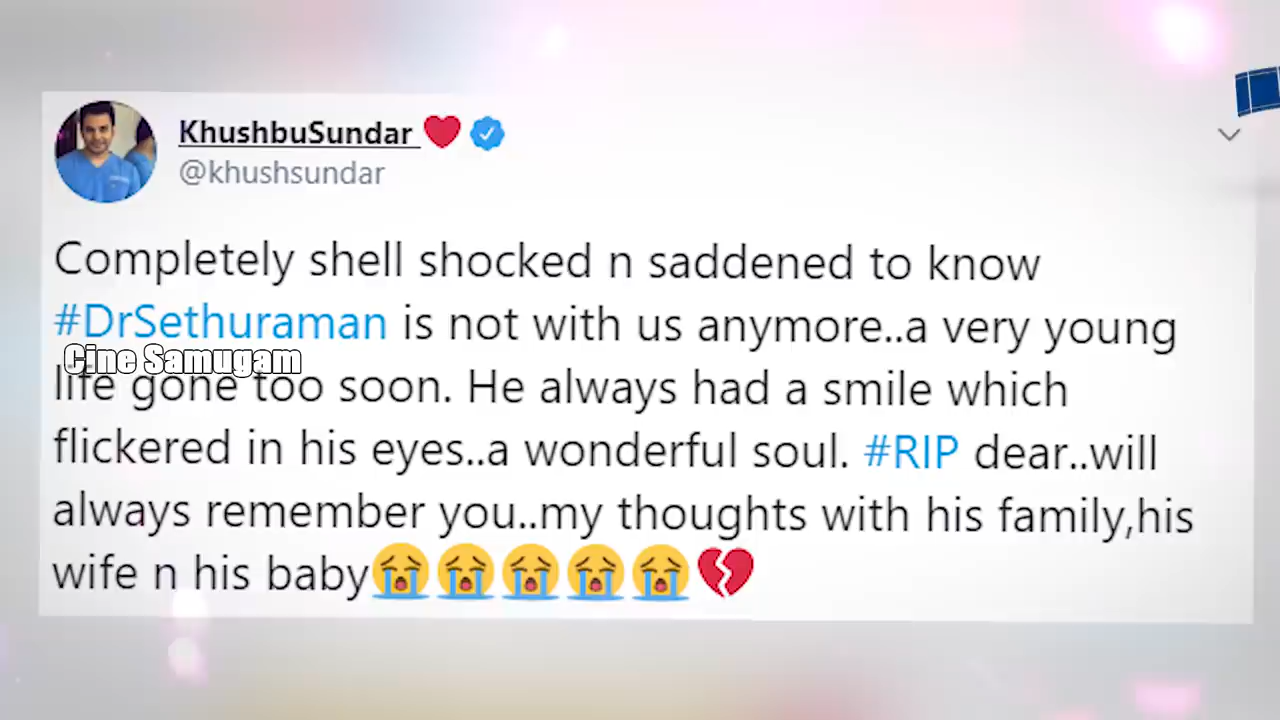 KhushbuSundar ❤️
@khushsundar
Completely shell shocked n saddened to know
#DrSethuraman is not with us anymore..a very young
Cine Samugam
life gone too soon. He always had a smile which
flickered in his eyes..a wonderful soul. #RIP dear..will
always remember you..my thoughts with his family,his
wife n his baby😭😭😭😭😭💔